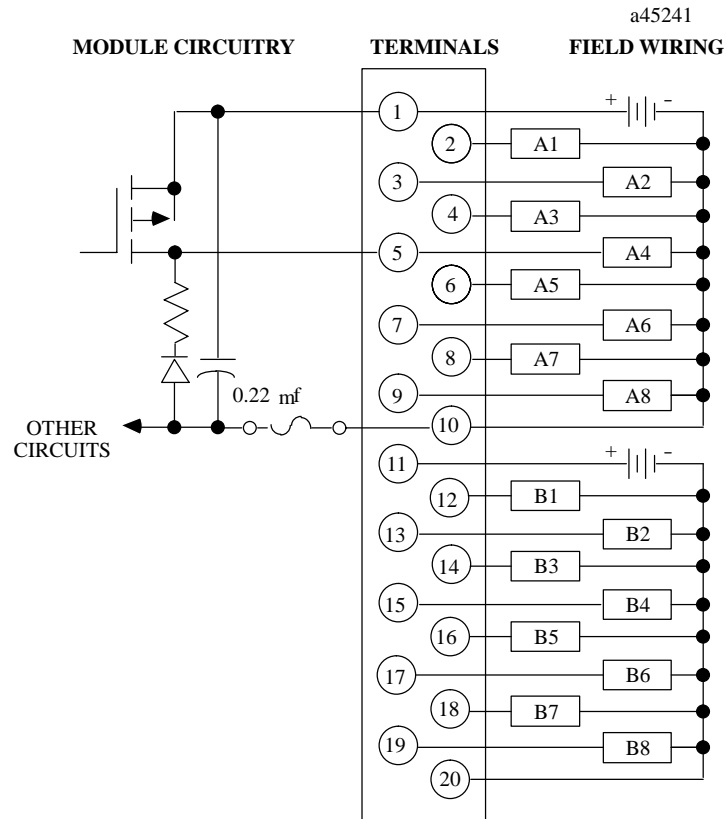 a45241
MODULE CIRCUITRY TERMINALS FIELD WIRING
1 + -
2 A1
3 A2
4 A3
5 A4
6 A5
7 A6
8 A7
9 A8
0.22 mf
10
OTHER
CIRCUITS
11 + -
12 B1
13 B2
14 B3
15 B4
16 B5
17 B6
18 B7
19 B8
20